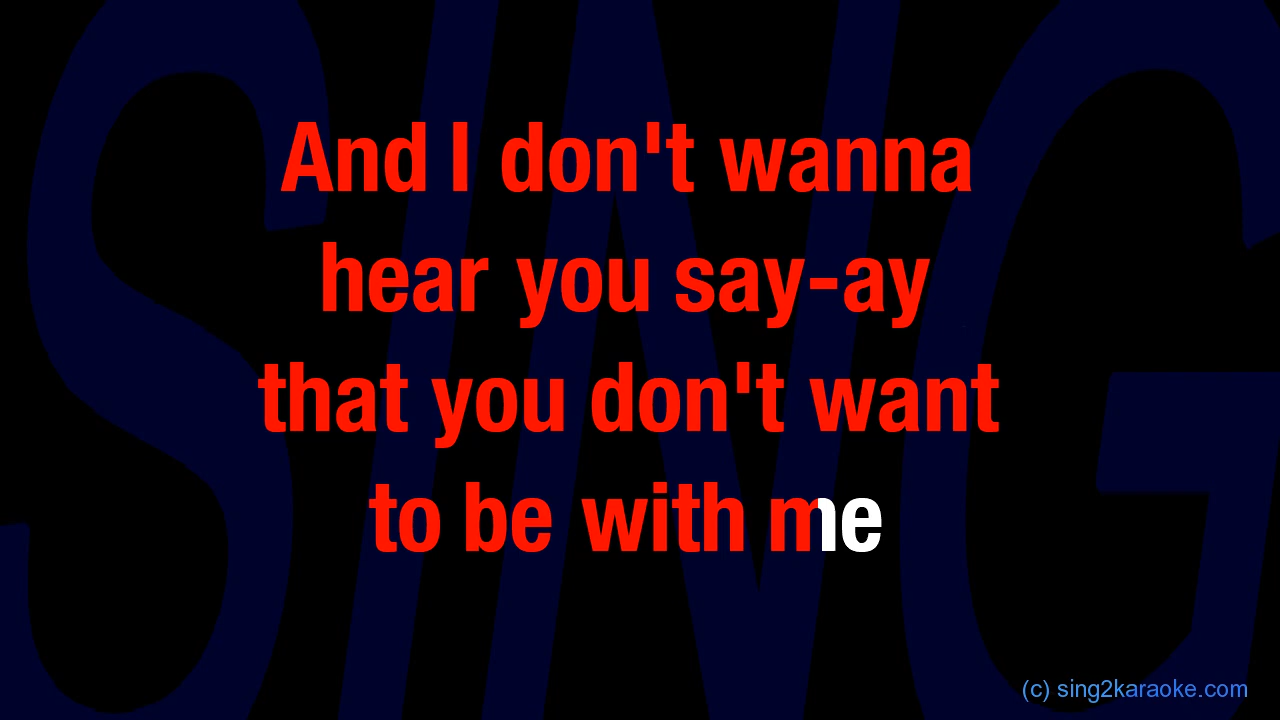 SING
And I don't wanna
hear you say-ay
that you don't want
to be with me
(c) sing2karaoke.com